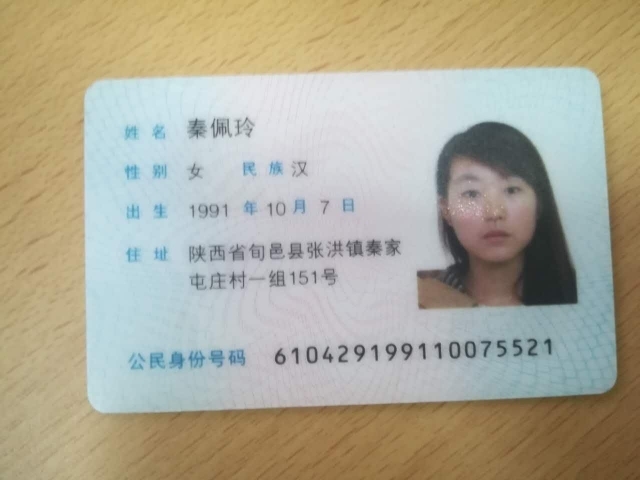 姓名 秦佩玲
性别 女 民族 汉
出生 1991 年 10 月 7 日
住址 陕西省旬邑县张洪镇秦家
屯庄村一组151号
公民身份号码 610429199110075521